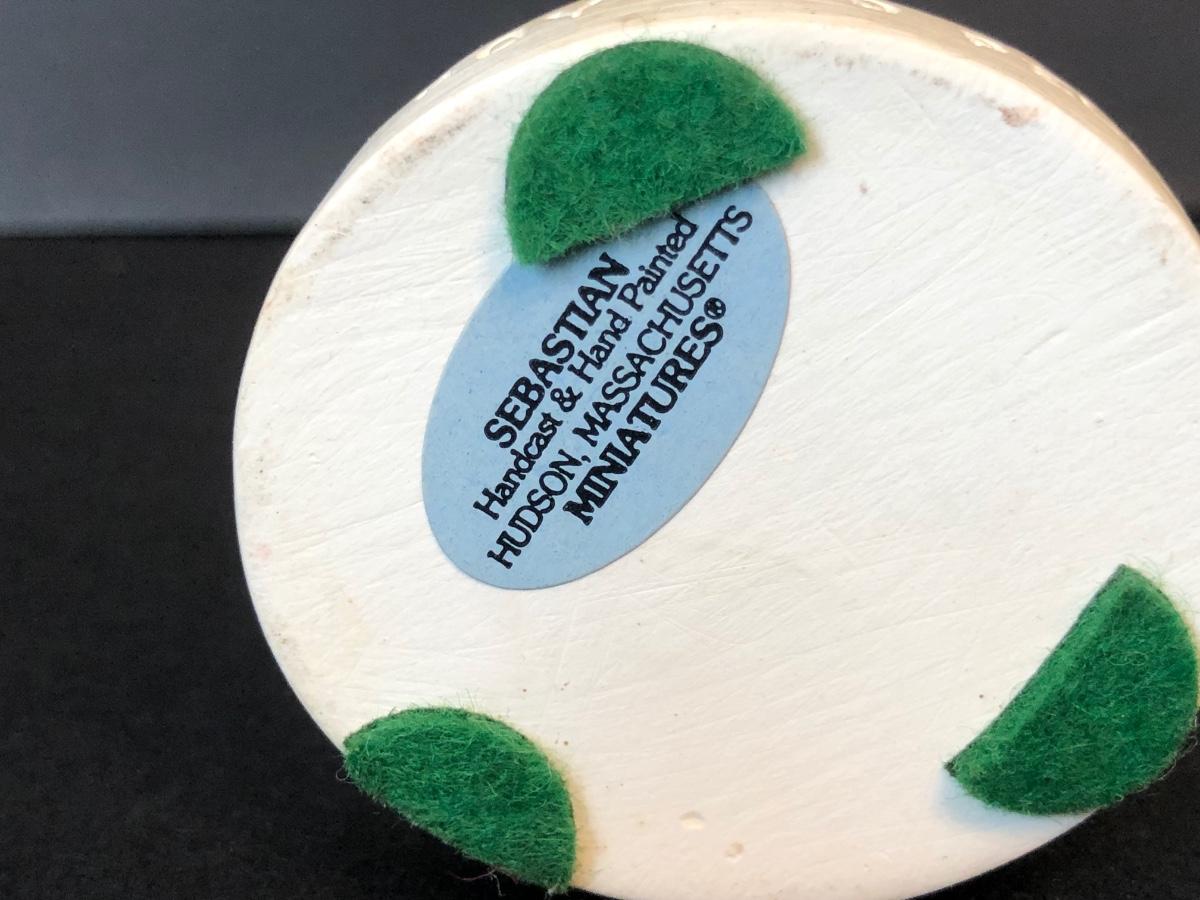 SEBASTIAN
Handcast & Hand Painted
HUDSON, MASSACHUSETTS
MINIATURES®